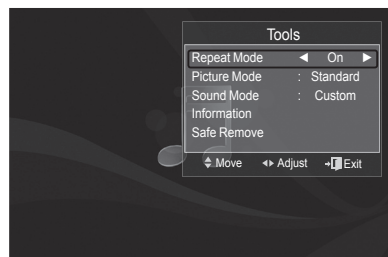 Tools
Repeat Mode ◀ On ▶
Picture Mode : Standard
Sound Mode : Custom
Information
Safe Remove
Move Adjust Exit